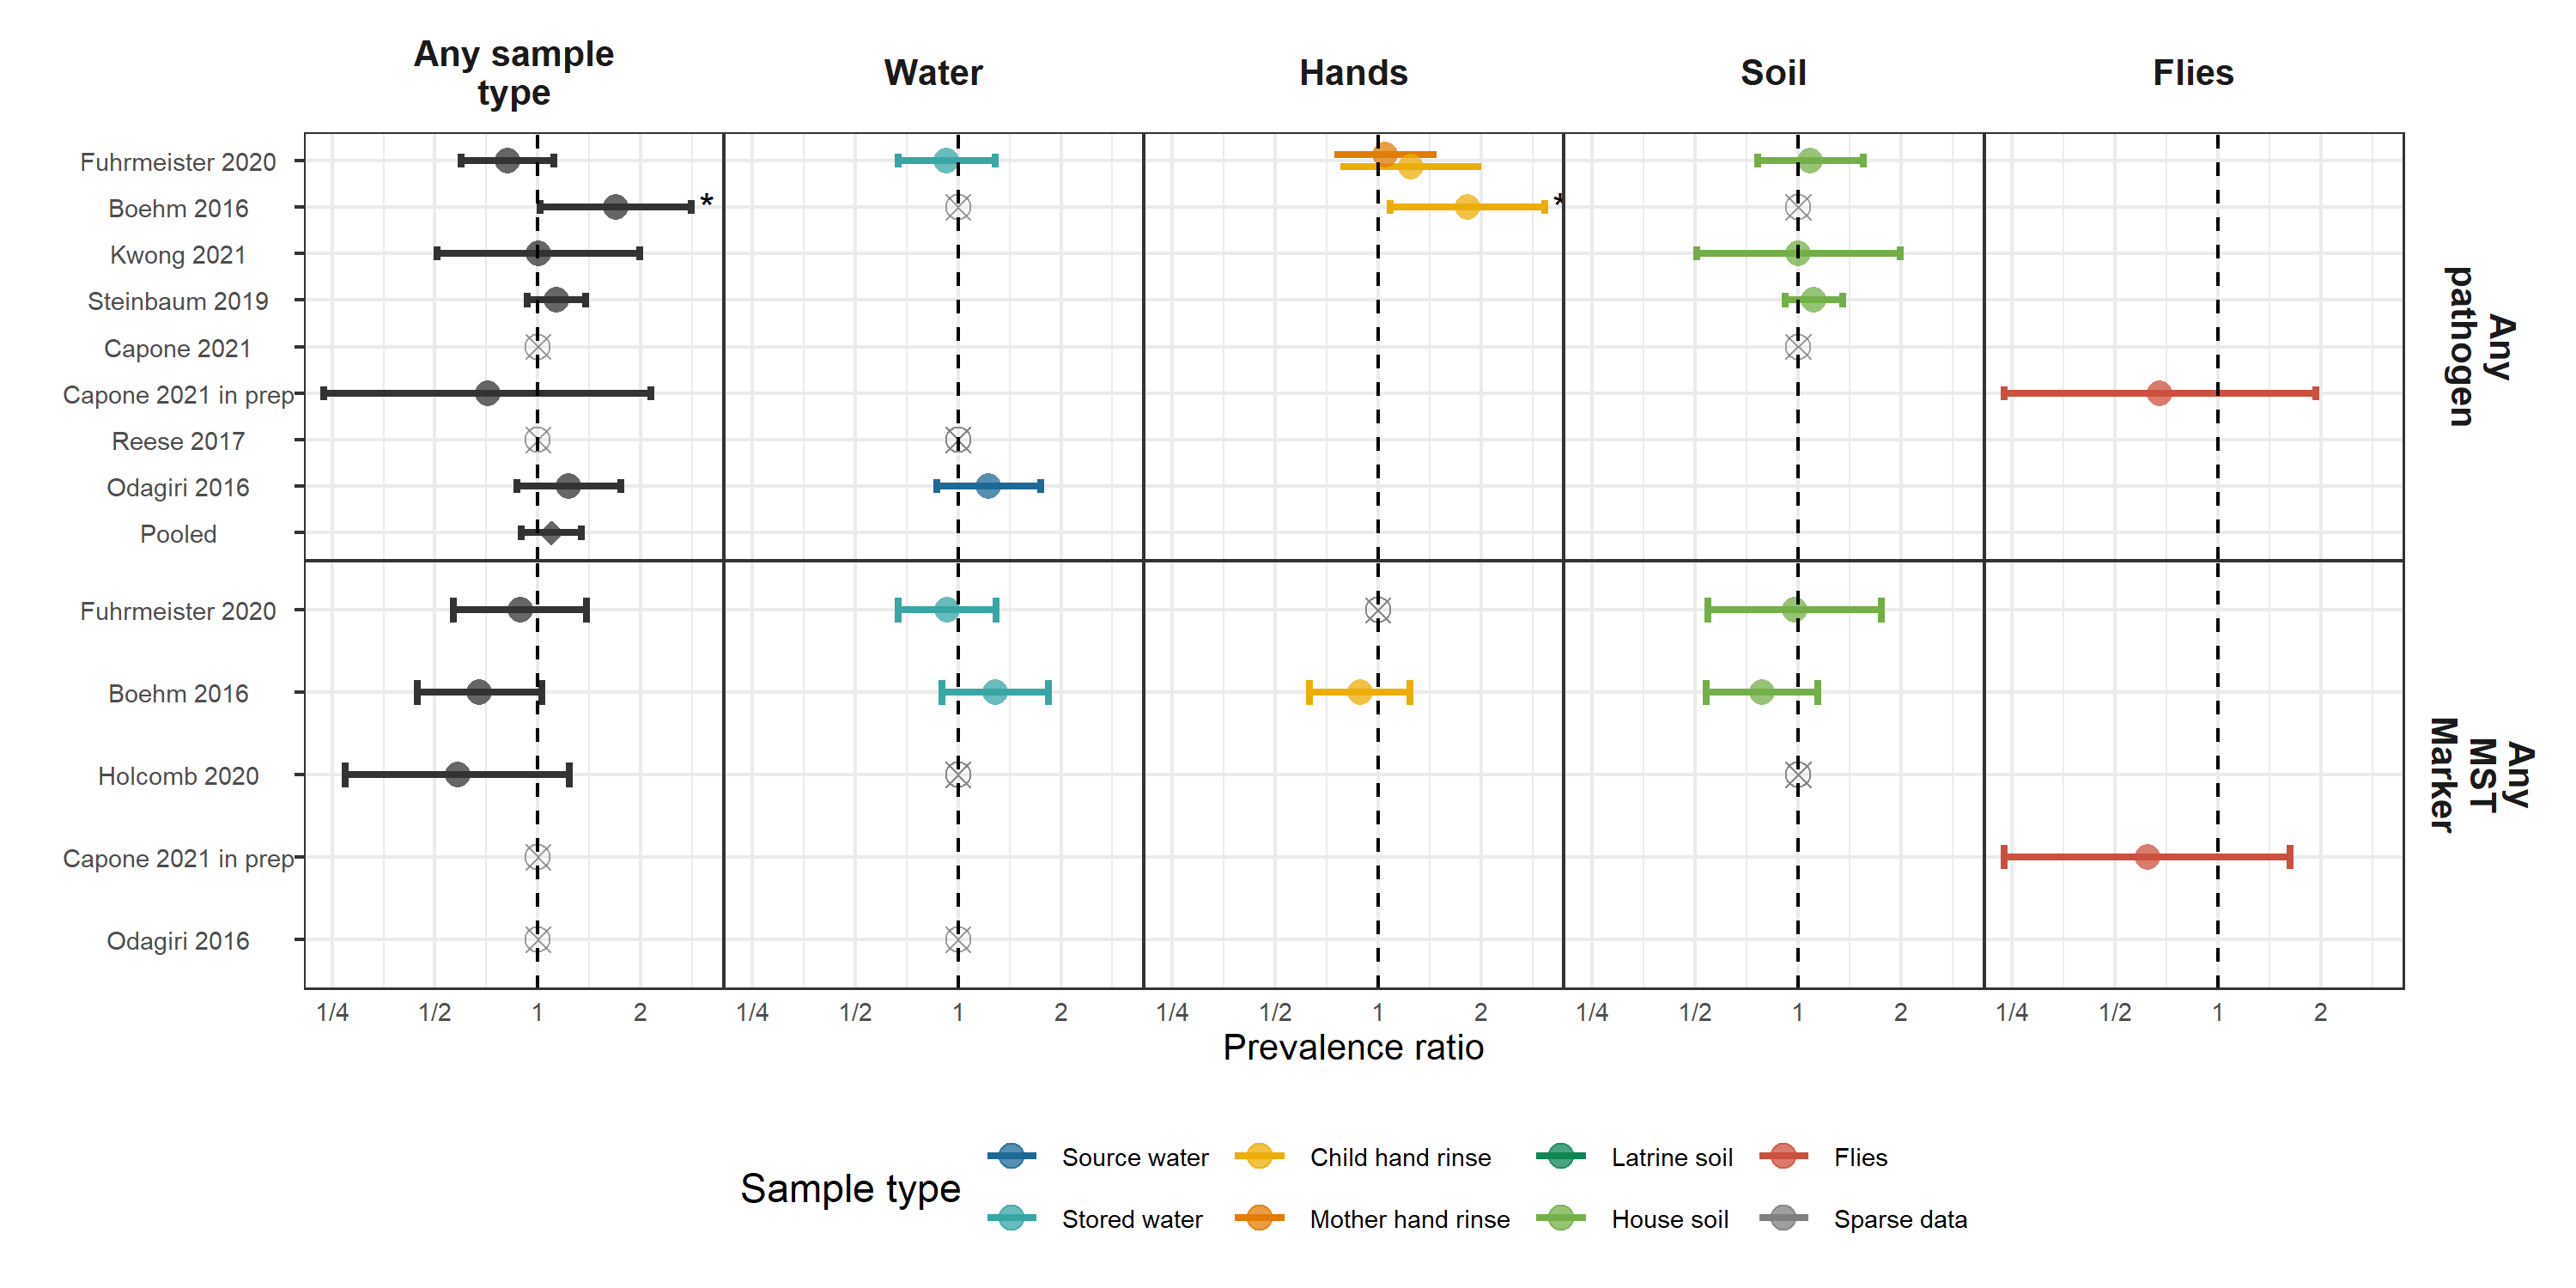 Any sample
type
Water
Hands
Soil
Flies
Fuhrmeister 2020
Boehm 2016
*
*
Kwong 2021
Steinbaum 2019
Capone 2021
Capone 2021 in prep
Reese 2017
Odagiri 2016
Pooled
Any
pathogen
Fuhrmeister 2020
Boehm 2016
Holcomb 2020
Capone 2021 in prep
Odagiri 2016
Any
MST
Marker
1/4 1/2 1 2 1/4 1/2 1 2 1/4 1/2 1 2 1/4 1/2 1 2 1/4 1/2 1 2
Prevalence ratio
Sample type
Source water
Child hand rinse
Latrine soil
Flies
Stored water
Mother hand rinse
House soil
Sparse data